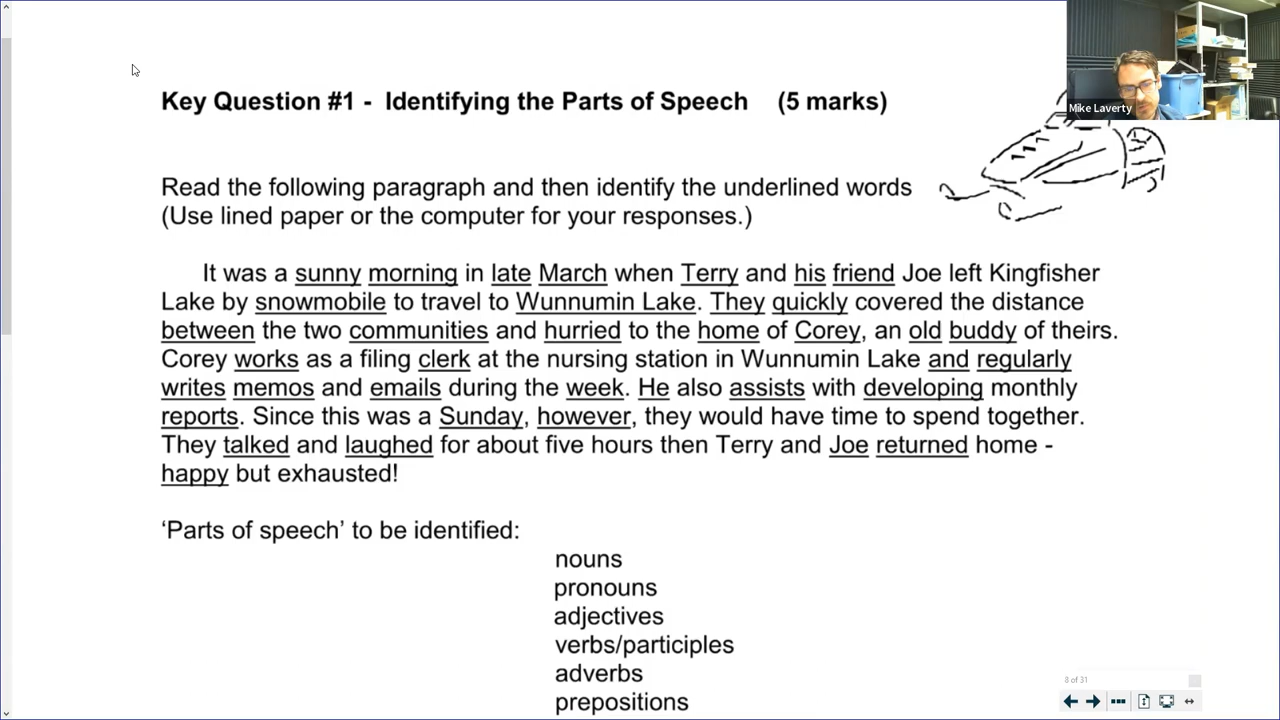 Mike Laverty
Key Question #1 - Identifying the Parts of Speech (5 marks)
Read the following paragraph and then identify the underlined words
(Use lined paper or the computer for your responses.)
It was a sunny morning in late March when Terry and his friend Joe left Kingfisher
Lake by snowmobile to travel to Wunnumin Lake. They quickly covered the distance
between the two communities and hurried to the home of Corey, an old buddy of theirs.
Corey works as a filing clerk at the nursing station in Wunnumin Lake and regularly
writes memos and emails during the week. He also assists with developing monthly
reports. Since this was a Sunday, however, they would have time to spend together.
They talked and laughed for about five hours then Terry and Joe returned home -
happy but exhausted!
‘Parts of speech’ to be identified:
nouns
pronouns
adjectives
verbs/participles
adverbs
prepositions
8 of 31